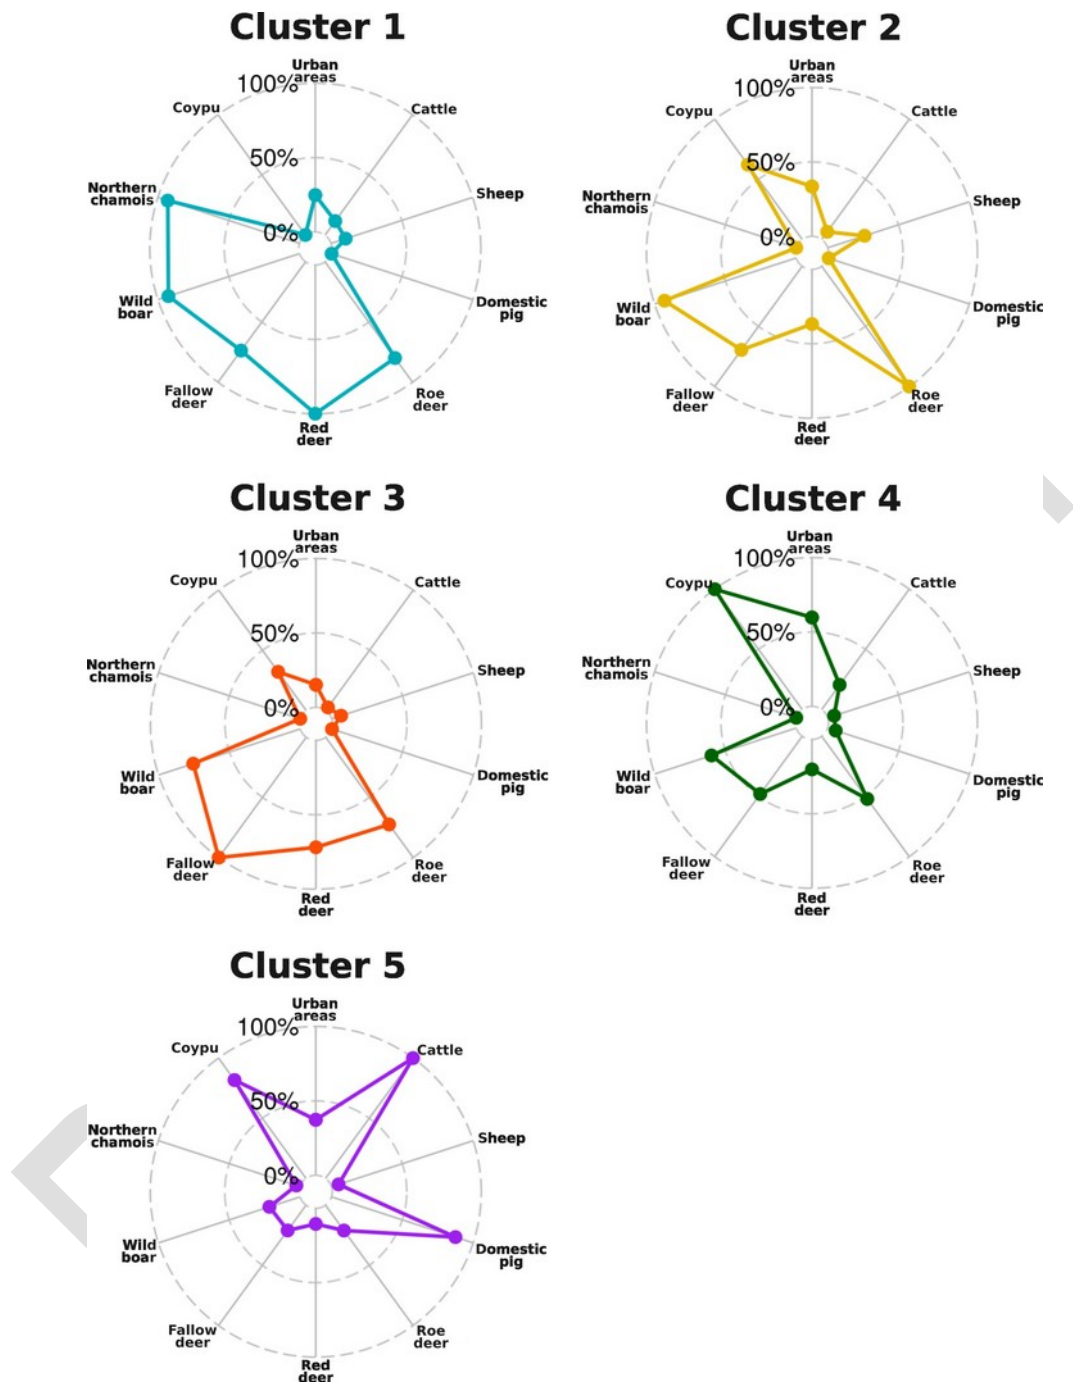 Cluster 1
Urban
areas
100%
50%
0%
Cattle
Sheep
Domestic
pig
Roe
deer
Red
deer
Fallow
deer
Wild
boar
Northern
chamois
Coypu
Cluster 2
Urban
areas
100%
50%
0%
Cattle
Sheep
Domestic
pig
Roe
deer
Red
deer
Fallow
deer
Wild
boar
Northern
chamois
Coypu
Cluster 3
Urban
areas
100%
50%
0%
Cattle
Sheep
Domestic
pig
Roe
deer
Red
deer
Fallow
deer
Wild
boar
Northern
chamois
Coypu
Cluster 4
Urban
areas
100%
50%
0%
Cattle
Sheep
Domestic
pig
Roe
deer
Red
deer
Fallow
deer
Wild
boar
Northern
chamois
Coypu
Cluster 5
Urban
areas
100%
50%
0%
Cattle
Sheep
Domestic
pig
Roe
deer
Red
deer
Fallow
deer
Wild
boar
Northern
chamois
Coypu